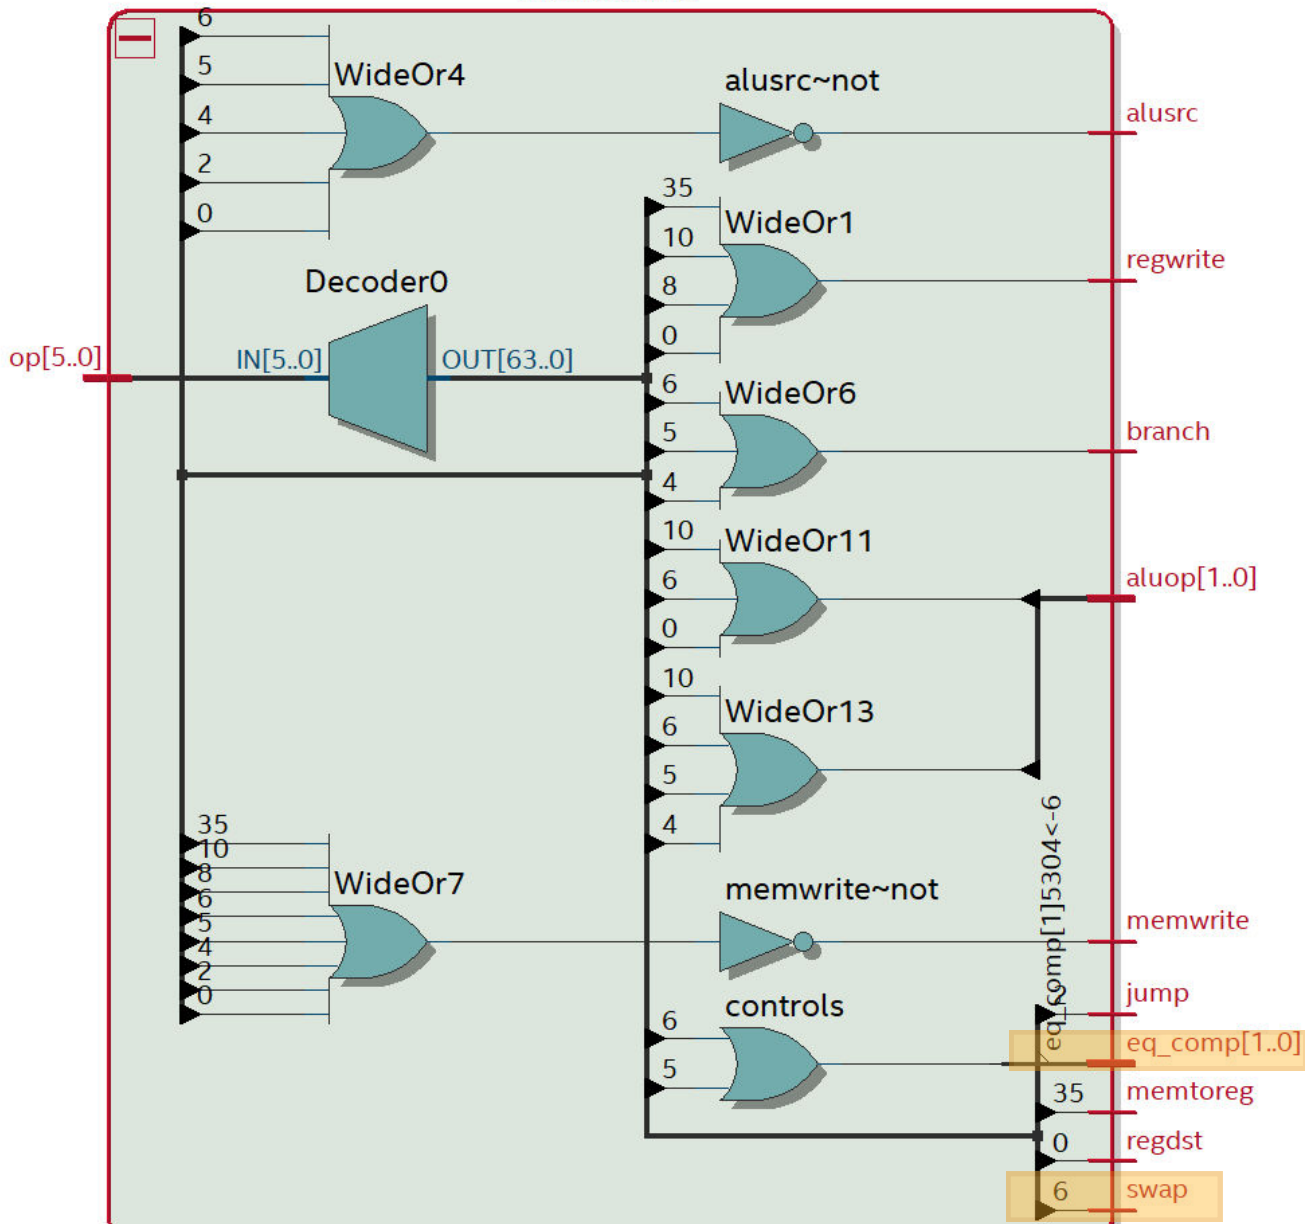 6
5
4
2
0
WideOr4
alusrc~not
alusrc
35
10
8
0
WideOr1
regwrite
Decoder0
op[5..0]
IN[5..0]
OUT[63..0]
6
5
4
WideOr6
branch
10
6
0
WideOr11
aluop[1..0]
10
6
5
4
WideOr13
35
10
8
6
5
4
2
0
WideOr7
memwrite~not
memwrite
eq_comp[1]5304<-6
2
jump
controls
6
5
eq_comp[1..0]
35
memtoreg
0
regdst
6
swap